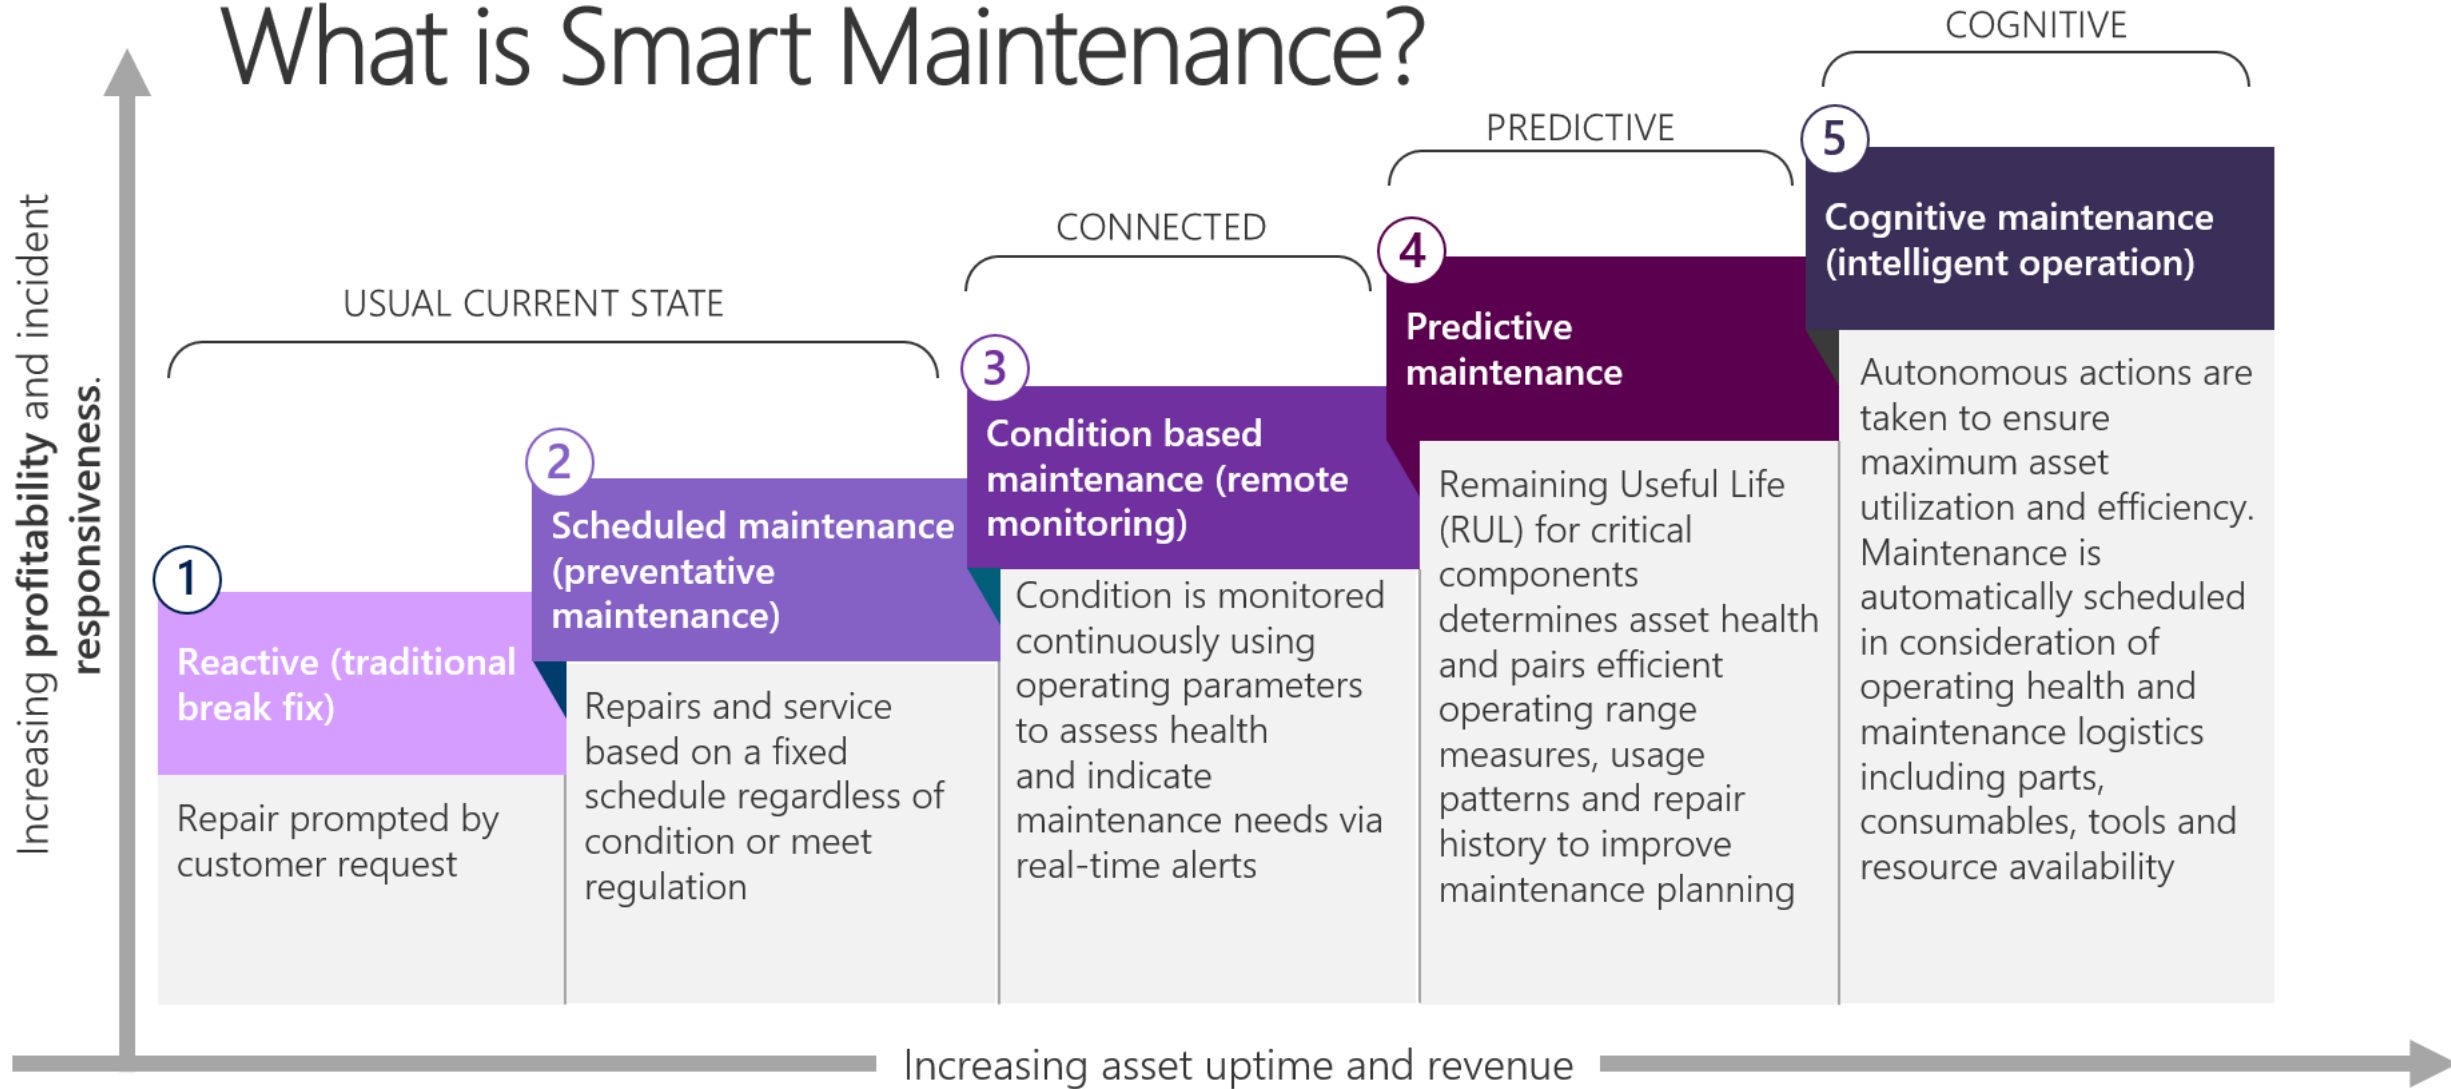 What is Smart Maintenance?
Increasing profitability and incident
responsiveness.
USUAL CURRENT STATE
CONNECTED
PREDICTIVE
COGNITIVE
1
Reactive (traditional
break fix)
Repair prompted by
customer request
2
Scheduled maintenance
(preventative
maintenance)
Repairs and service
based on a fixed
schedule regardless of
condition or meet
regulation
3
Condition based
maintenance (remote
monitoring)
Condition is monitored
continuously using
operating parameters
to assess health
and indicate
maintenance needs via
real-time alerts
4
Predictive
maintenance
Remaining Useful Life
(RUL) for critical
components
determines asset health
and pairs efficient
operating range
measures, usage
patterns and repair
history to improve
maintenance planning
5
Cognitive maintenance
(intelligent operation)
Autonomous actions are
taken to ensure
maximum asset
utilization and efficiency.
Maintenance is
automatically scheduled
in consideration of
operating health and
maintenance logistics
including parts,
consumables, tools and
resource availability
Increasing asset uptime and revenue